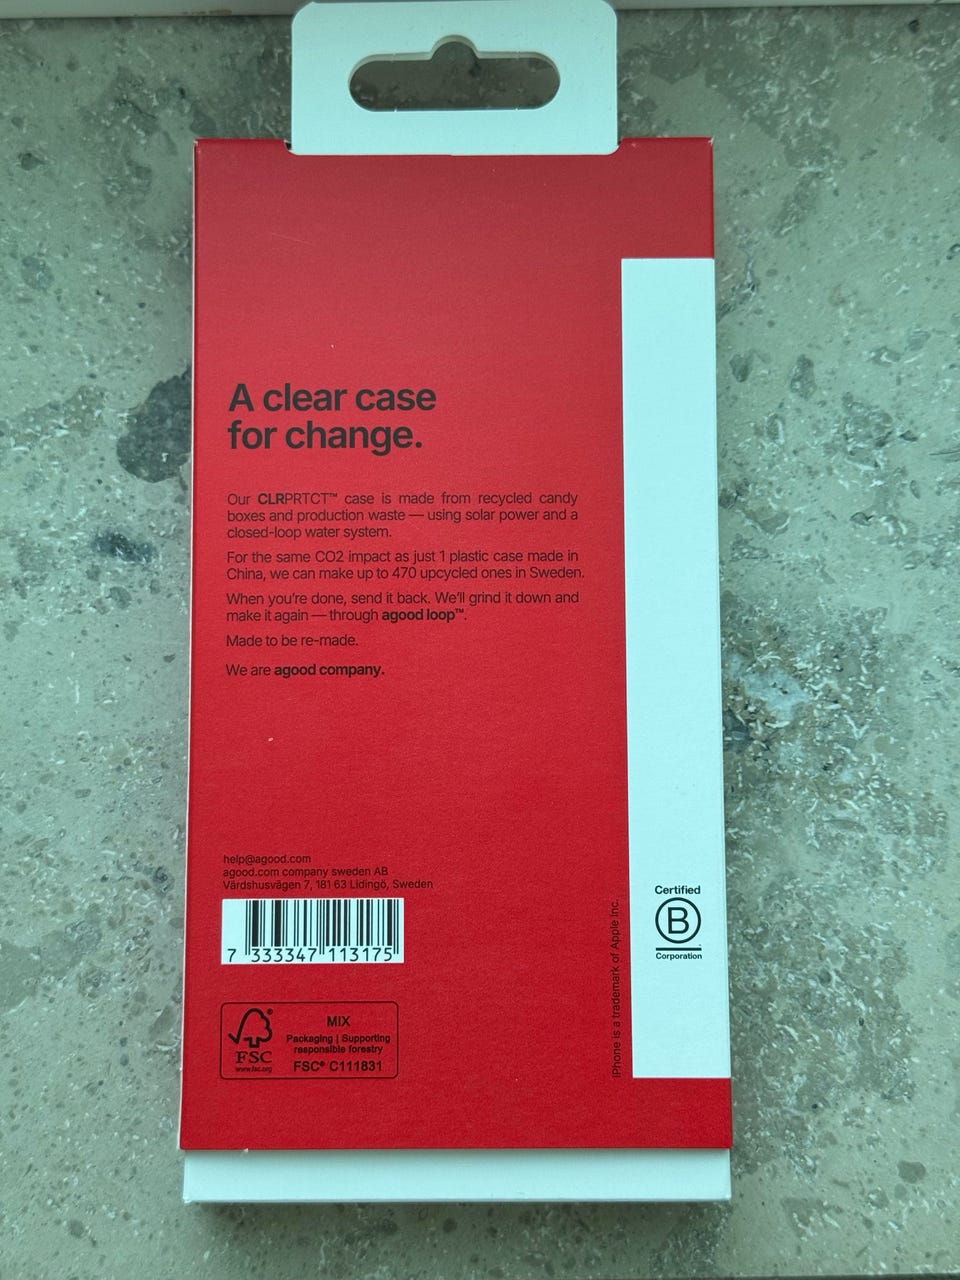 A clear case
for change.
Our CLRPRTCT™ case is made from recycled candy
boxes and production waste — using solar power and a
closed-loop water system.
For the same CO2 impact as just 1 plastic case made in
China, we can make up to 470 upcycled ones in Sweden.
When you're done, send it back. We'll grind it down and
make it again — through agood loop™.
Made to be re-made.
We are agood company.
help@agood.com
agood.com company sweden AB
Värdshusvägen 7, 181 63 Lidingö, Sweden
7 333347 113175
FSC®
www.fsc.org
MIX
Packaging | Supporting
responsible forestry
FSC® C111831
iPhone is a trademark of Apple Inc.
Certified
B
Corporation